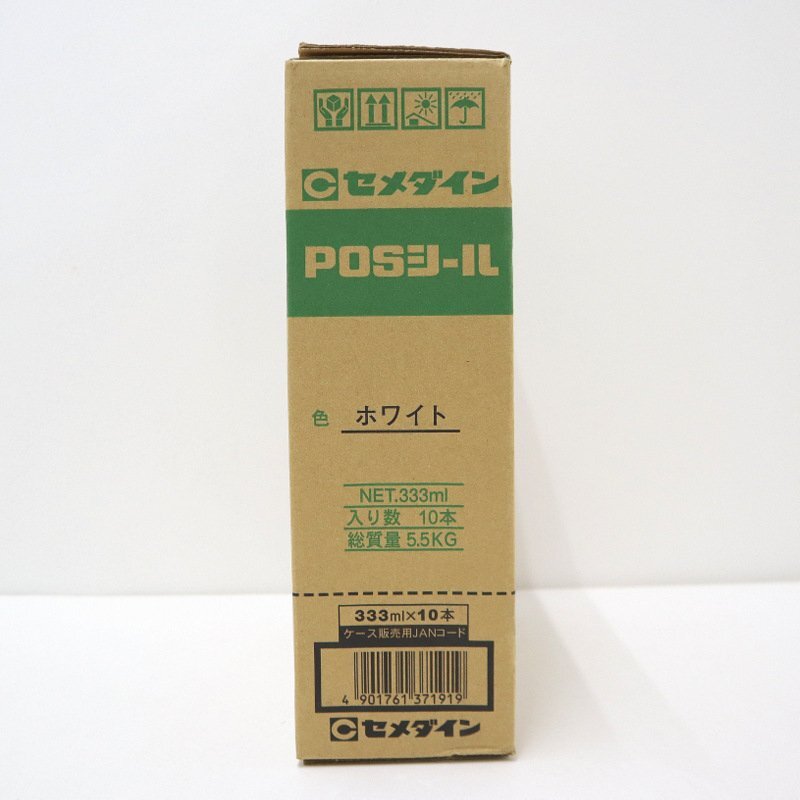 セメダイン
POSシール
色 ホワイト
NET.333ml
入り数 10本
総質量 5.5KG
333ml×10本
ケース販売用JANコード
4 901761 371919
セメダイン